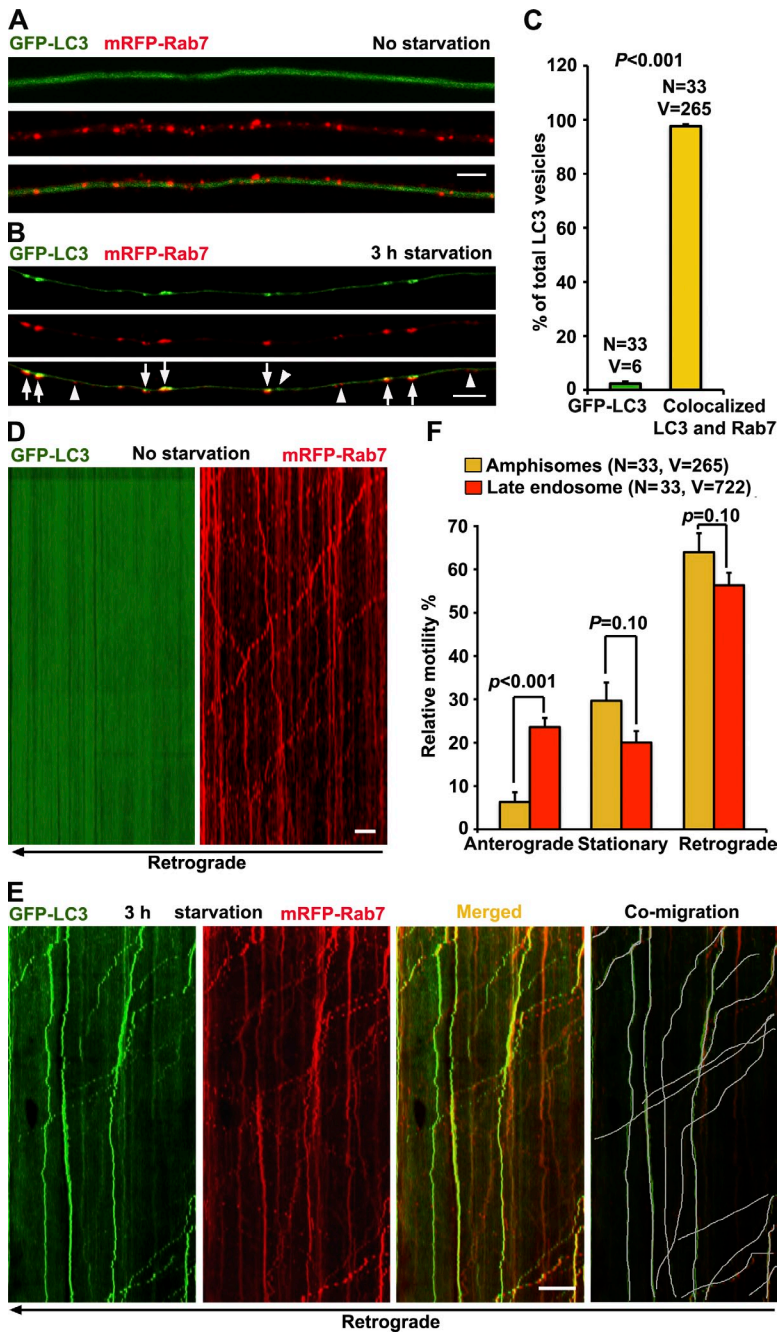 A
GFP-LC3 mRFP-Rab7 No starvation
B
GFP-LC3 mRFP-Rab7 3 h starvation
C
P<0.001
N=33
V=265
120
100
80
60
40
20
0
% of total LC3 vesicles
N=33
V=6
GFP-LC3
Colocalized
LC3 and Rab7
D
GFP-LC3 No starvation mRFP-Rab7
Retrograde
F
Amphisomes (N=33, V=265)
Late endosome (N=33, V=722)
70
60
50
40
30
20
10
0
Relative motility %
p<0.001
P=0.10
p=0.10
Anterograde Stationary Retrograde
E
GFP-LC3 3 h starvation mRFP-Rab7 Merged Co-migration
Retrograde